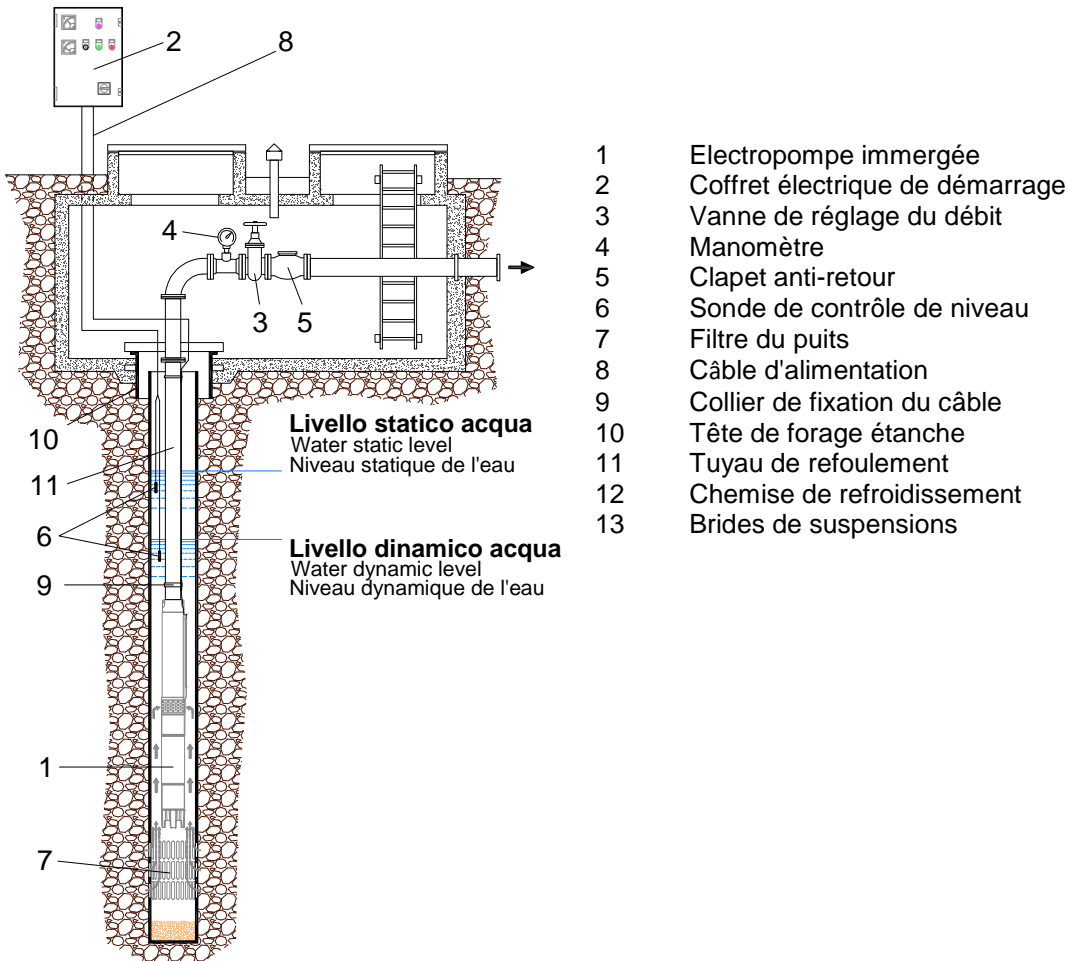 2
8
4
3
5
10
11
6
9
1
7
Livello statico acqua
Water static level
Niveau statique de l'eau
Livello dinamico acqua
Water dynamic level
Niveau dynamique de l'eau
1 Electropompe immergée
2 Coffret électrique de démarrage
3 Vanne de réglage du débit
4 Manomètre
5 Clapet anti-retour
6 Sonde de contrôle de niveau
7 Filtre du puits
8 Câble d'alimentation
9 Collier de fixation du câble
10 Tête de forage étanche
11 Tuyau de refoulement
12 Chemise de refroidissement
13 Brides de suspensions